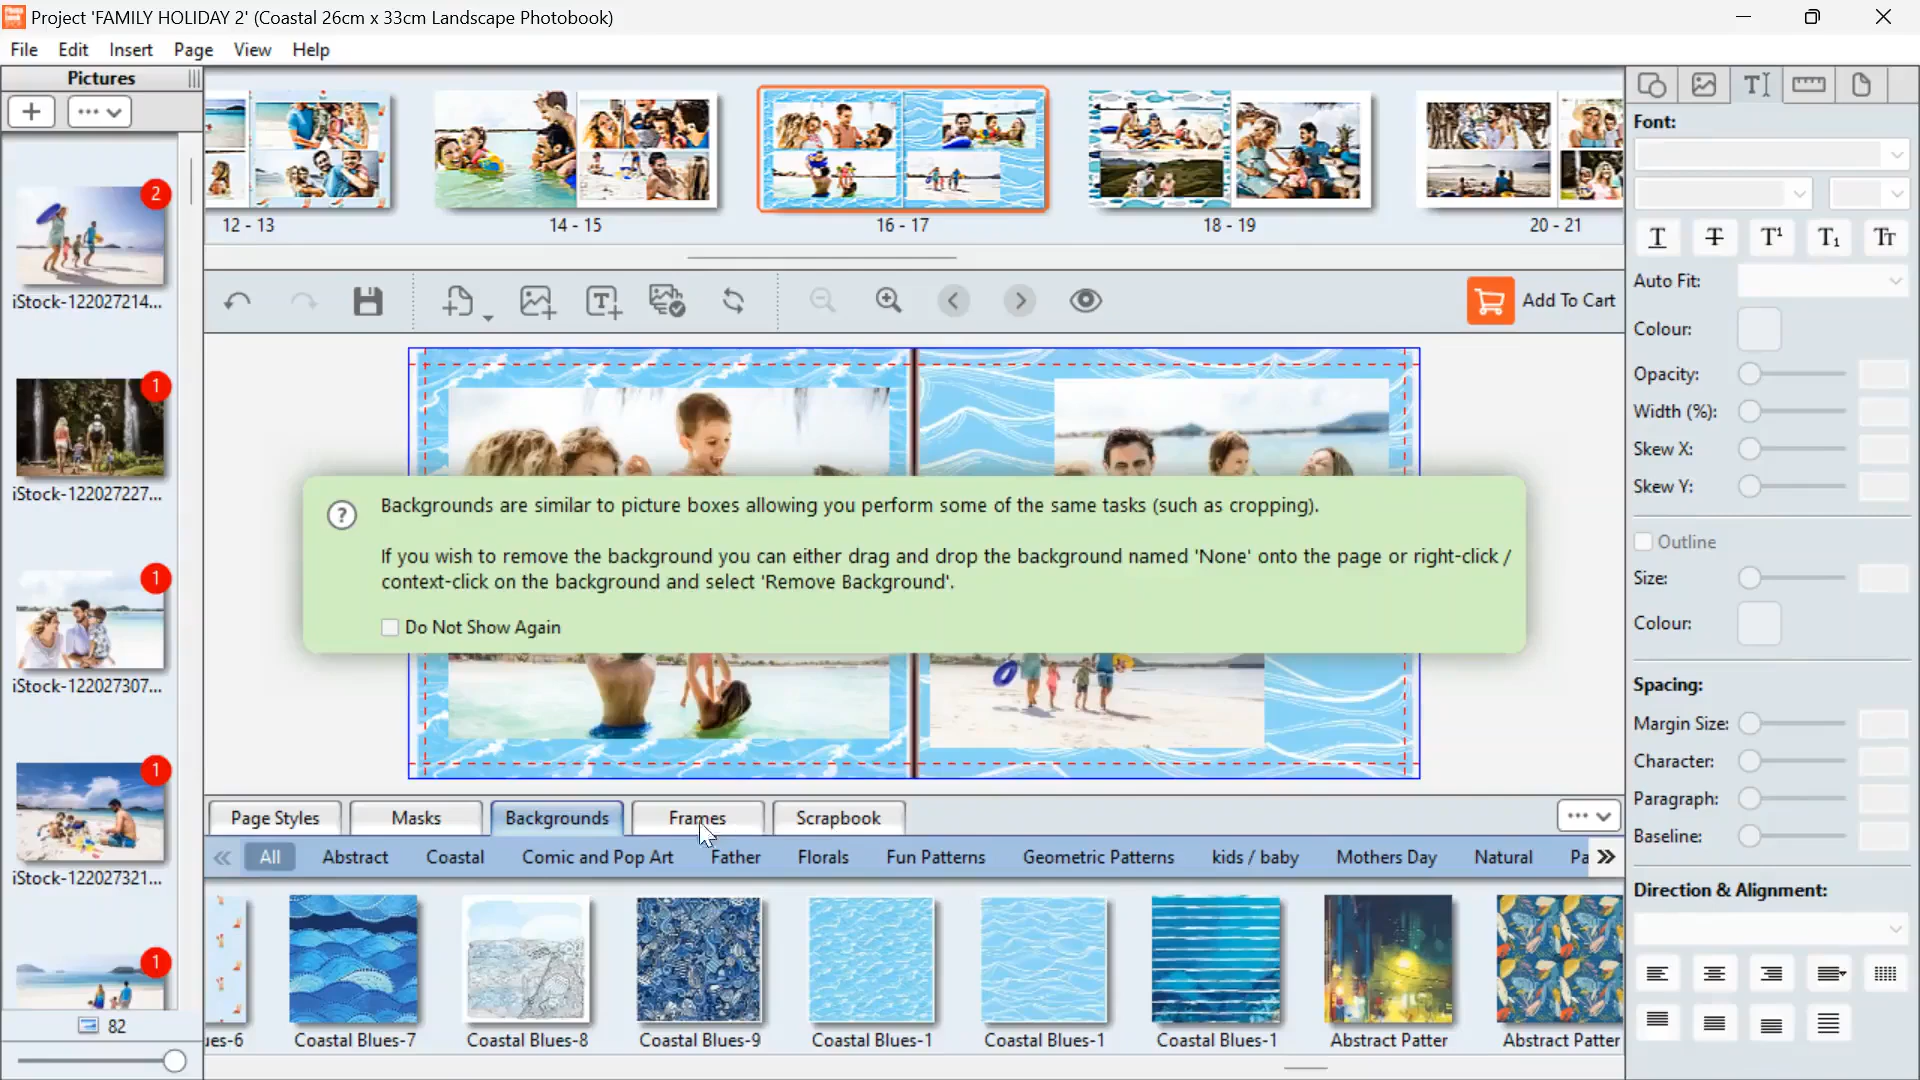 Project 'FAMILY HOLIDAY 2' (Coastal 26cm x 33cm Landscape Photobook)
File Edit Insert Page View Help
Pictures
2
iStock-122027214...
1
iStock-122027227...
1
iStock-122027307...
1
iStock-122027321...
1
82
12 - 13
14 - 15
16 - 17
18 - 19
20 - 21
Add To Cart
Backgrounds are similar to picture boxes allowing you perform some of the same tasks (such as cropping).
If you wish to remove the background you can either drag and drop the background named 'None' onto the page or right-click /
context-click on the background and select 'Remove Background'.
Do Not Show Again
Page Styles Masks Backgrounds Frames Scrapbook
All Abstract Coastal Comic and Pop Art Father Florals Fun Patterns Geometric Patterns kids / baby Mothers Day Natural Pa
ues-6 Coastal Blues-7 Coastal Blues-8 Coastal Blues-9 Coastal Blues-1 Coastal Blues-1 Coastal Blues-1 Abstract Patter Abstract Patter
Font:
Auto Fit:
Colour:
Opacity:
Width (%):
Skew X:
Skew Y:
Outline
Size:
Colour:
Spacing:
Margin Size:
Character:
Paragraph:
Baseline:
Direction & Alignment: